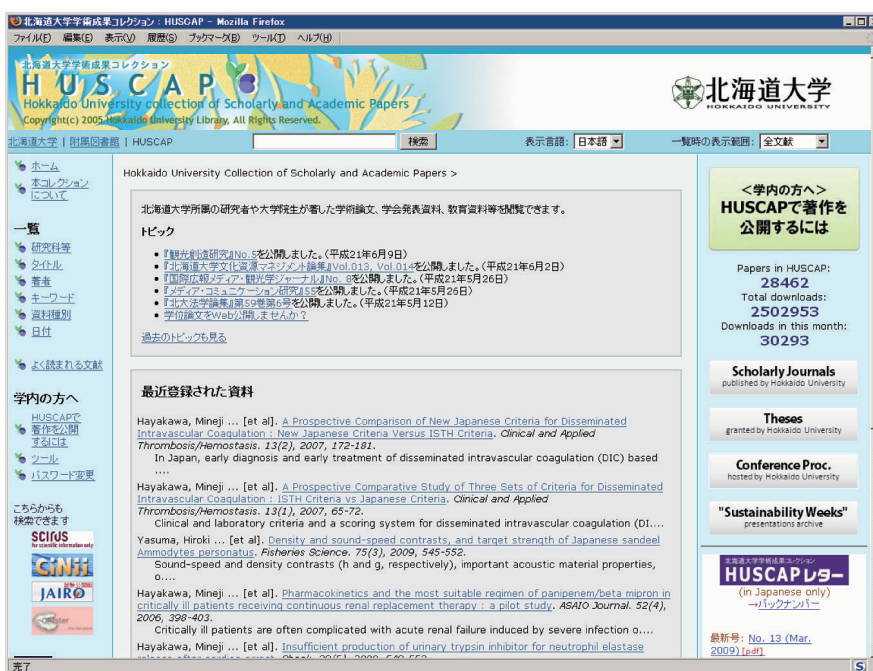 北海道大学学術成果コレクション : HUSCAP - Mozilla Firefox
ファイル(F) 編集(E) 表示(V) 履歴(S) ブックマーク(B) ツール(T) ヘルプ(H)
北海道大学学術成果コレクション
HUSCAP
Hokkaido University collection of Scholarly and Academic Papers
Copyright(c) 2005 Hokkaido University Library, All Rights Reserved.
北海道大学
HOKKAIDO UNIVERSITY
北海道大学 | 附属図書館 | HUSCAP
検索
表示言語: 日本語
一覧時の表示範囲: 全文献
ホーム
本コレクション
について
一覧
研究科等
タイトル
著者
キーワード
資料種別
日付
よく読まれる文献
学内の方へ
HUSCAPで
著作を公開
するには
ツール
パスワード変更
こちらからも
検索できます
SCIRUS
for scientific information only
CiNii
JAIRO
Hokkaido University Collection of Scholarly and Academic Papers >
北海道大学所属の研究者や大学院生が著した学術論文、学会発表資料、教育資料等を閲覧できます。
トピック
『観光創造研究』No.5を公開しました。(平成21年6月9日)
『北海道大学文化資源マネジメント論集』Vol.013, Vol.014を公開しました。(平成21年6月2日)
『国際広報メディア・観光学ジャーナル』No. 8を公開しました。(平成21年5月26日)
『メディア・コミュニケーション研究』55を公開しました。(平成21年5月26日)
『北大法学論集』第59巻第6号を公開しました。(平成21年5月12日)
学位論文をWeb公開しませんか?
過去のトピックも見る
最近登録された資料
Hayakawa, Mineji ... [et al]. A Prospective Comparison of New Japanese Criteria for Disseminated
Intravascular Coagulation : New Japanese Criteria Versus ISTH Criteria. Clinical and Applied
Thrombosis/Hemostasis. 13(2), 2007, 172-181.
In Japan, early diagnosis and early treatment of disseminated intravascular coagulation (DIC) based
....
Hayakawa, Mineji ... [et al]. A Prospective Comparative Study of Three Sets of Criteria for Disseminated
Intravascular Coagulation : ISTH Criteria vs Japanese Criteria. Clinical and Applied
Thrombosis/Hemostasis. 13(1), 2007, 65-72.
Clinical and laboratory criteria and a scoring system for disseminated intravascular coagulation (DI....
Yasuma, Hiroki ... [et al]. Density and sound-speed contrasts, and target strength of Japanese sandeel
Ammodytes personatus. Fisheries Science. 75(3), 2009, 545-552.
Sound-speed and density contrasts (h and g, respectively), important acoustic material properties,
o....
Hayakawa, Mineji ... [et al]. Pharmacokinetics and the most suitable regimen of panipenem/beta mipron in
critically ill patients receiving continuous renal replacement therapy : a pilot study. ASAIO Journal. 52(4),
2006, 398-403.
Critically ill patients are often complicated with acute renal failure induced by severe infection o....
Hayakawa, Mineji ... [et al]. Insufficient production of urinary trypsin inhibitor for neutrophil elastase
<学内の方へ>
HUSCAPで著作を
公開するには
Papers in HUSCAP:
28462
Total downloads:
2502953
Downloads in this month:
30293
Scholarly Journals
published by Hokkaido University
Theses
granted by Hokkaido University
Conference Proc.
hosted by Hokkaido University
"Sustainability Weeks"
presentations archive
北海道大学学術成果コレクション
HUSCAPレター
(in Japanese only)
→バックナンバー
最新号: No. 13 (Mar.
2009) [pdf]
完了